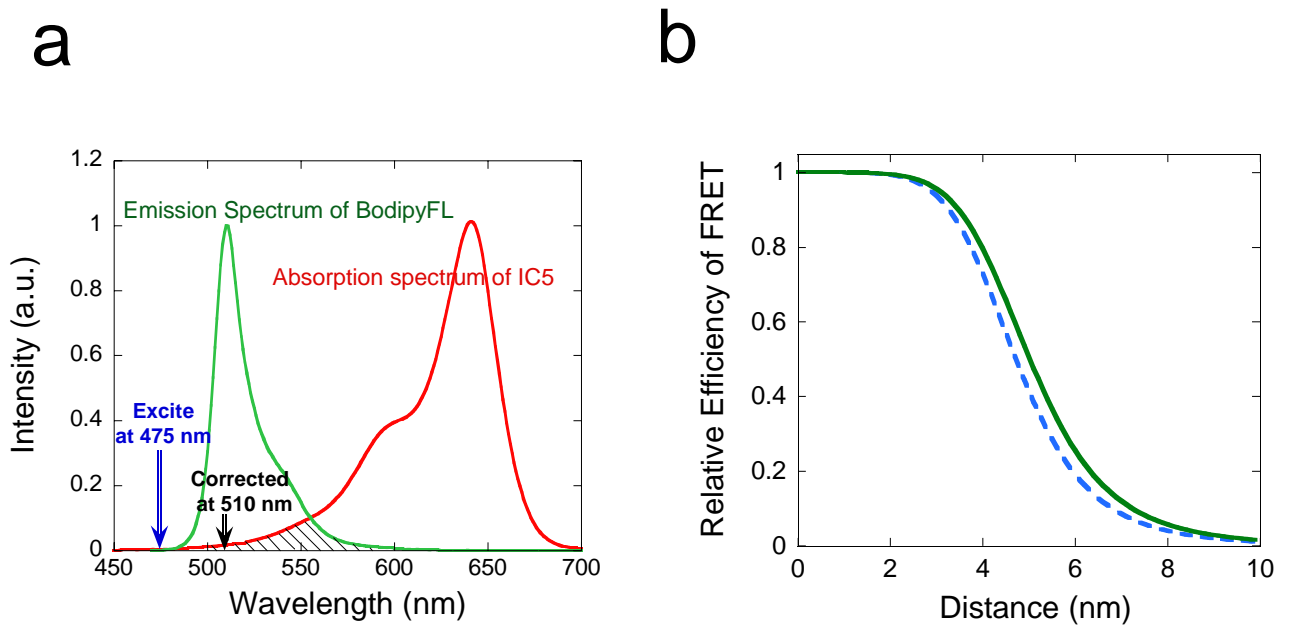 a
b
1.2
1
0.8
0.6
0.4
0.2
0
450
500
550
600
650
700
Intensity (a.u.)
Wavelength (nm)
Emission Spectrum of BodipyFL
Absorption spectrum of IC5
Excite
at 475 nm
Corrected
at 510 nm
1
0.8
0.6
0.4
0.2
0
0
2
4
6
8
10
Relative Efficiency of FRET
Distance (nm)